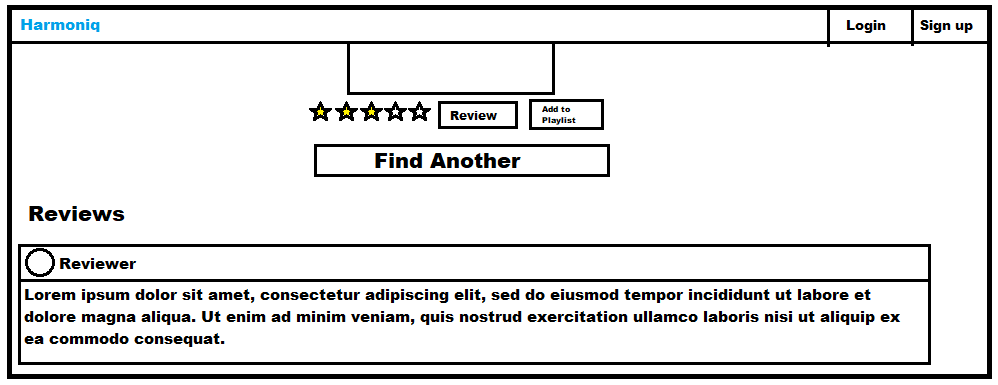 Harmoniq
Login
Sign up
Review
Add to
Playlist
Find Another
Reviews
Reviewer
Lorem ipsum dolor sit amet, consectetur adipiscing elit, sed do eiusmod tempor incididunt ut labore et
dolore magna aliqua. Ut enim ad minim veniam, quis nostrud exercitation ullamco laboris nisi ut aliquip ex
ea commodo consequat.